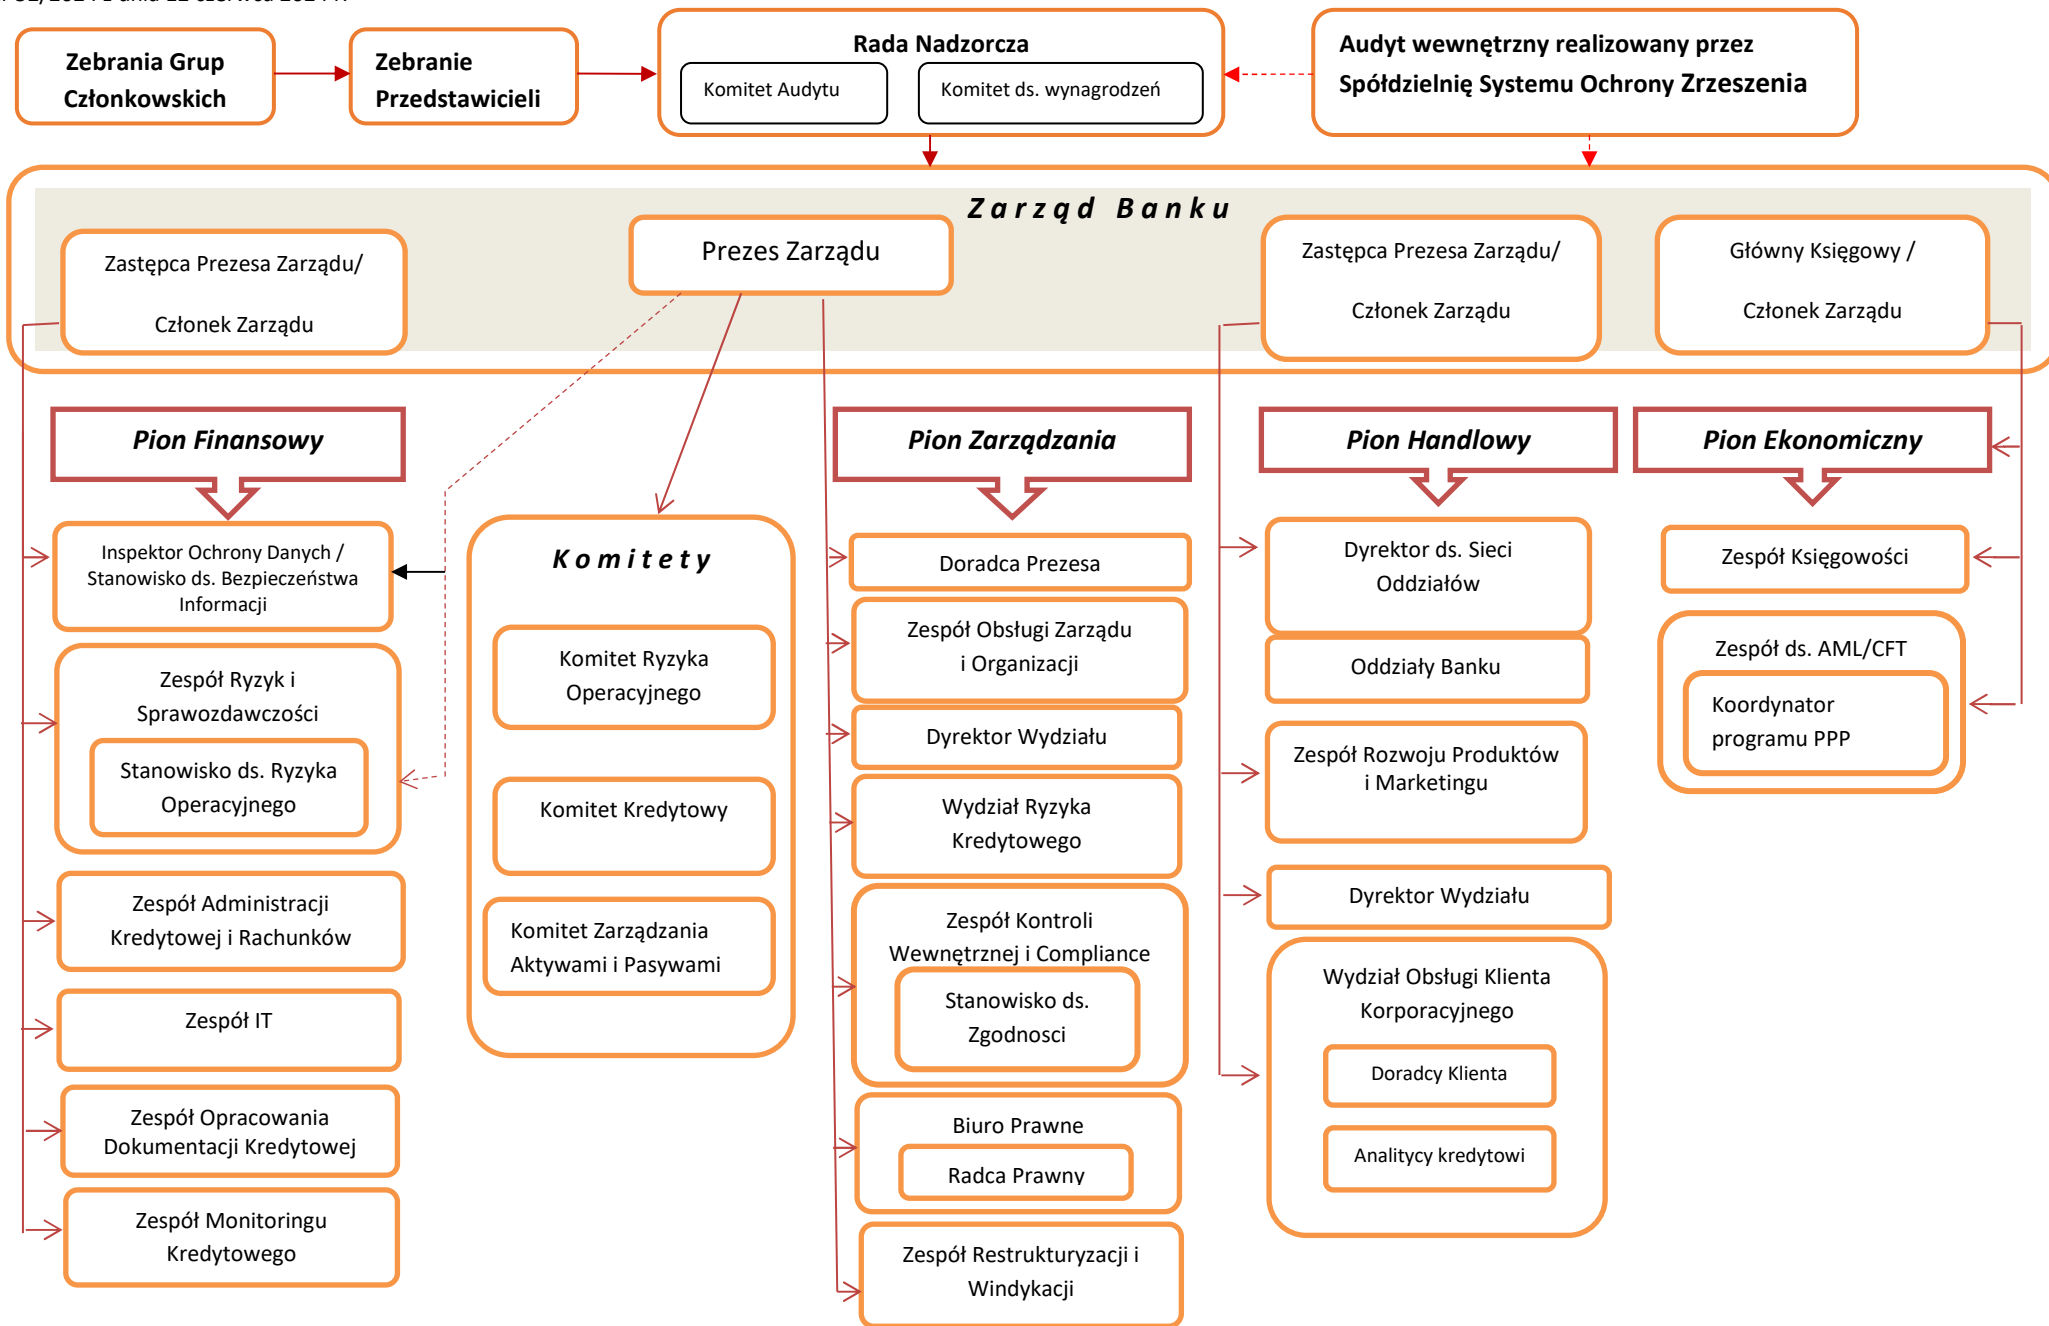 Zebrania Grup
Członkowskich
Zebranie
Przedstawicieli
Rada Nadzorcza
Komitet Audytu
Komitet ds. wynagrodzeń
Audyt wewnętrzny realizowany przez
Spółdzielnię Systemu Ochrony Zrzeszenia
Zarząd Banku
Zastępca Prezesa Zarządu/
Członek Zarządu
Prezes Zarządu
Zastępca Prezesa Zarządu/
Członek Zarządu
Główny Księgowy /
Członek Zarządu
Pion Finansowy
Inspektor Ochrony Danych /
Stanowisko ds. Bezpieczeństwa
Informacji
Zespół Ryzyk i
Sprawozdawczości
Stanowisko ds. Ryzyka
Operacyjnego
Zespół Administracji
Kredytowej i Rachunków
Zespół IT
Zespół Opracowania
Dokumentacji Kredytowej
Zespół Monitoringu
Kredytowego
Komitety
Komitet Ryzyka
Operacyjnego
Komitet Kredytowy
Komitet Zarządzania
Aktywami i Pasywami
Pion Zarządzania
Doradca Prezesa
Zespół Obsługi Zarządu
i Organizacji
Dyrektor Wydziału
Wydział Ryzyka
Kredytowego
Zespół Kontroli
Wewnętrznej i Compliance
Stanowisko ds.
Zgodnosci
Biuro Prawne
Radca Prawny
Zespół Restrukturyzacji i
Windykacji
Pion Handlowy
Dyrektor ds. Sieci
Oddziałów
Oddziały Banku
Zespół Rozwoju Produktów
i Marketingu
Dyrektor Wydziału
Wydział Obsługi Klienta
Korporacyjnego
Doradcy Klienta
Analitycy kredytowi
Pion Ekonomiczny
Zespół Księgowości
Zespół ds. AML/CFT
Koordynator
programu PPP